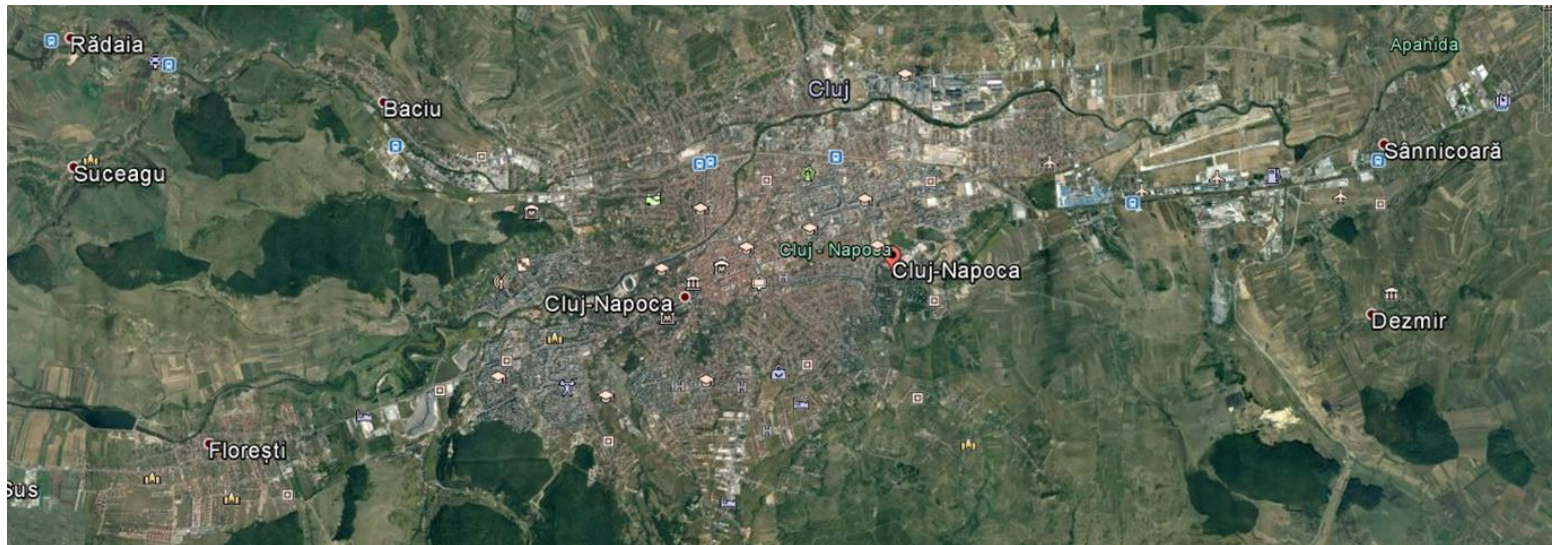 Rădaia
Apahida
Cluj
Baciu
Sânnicoară
Suceagu
Cluj - Napoca
Cluj-Napoca
Cluj-Napoca
Dezmir
Florești
Sus